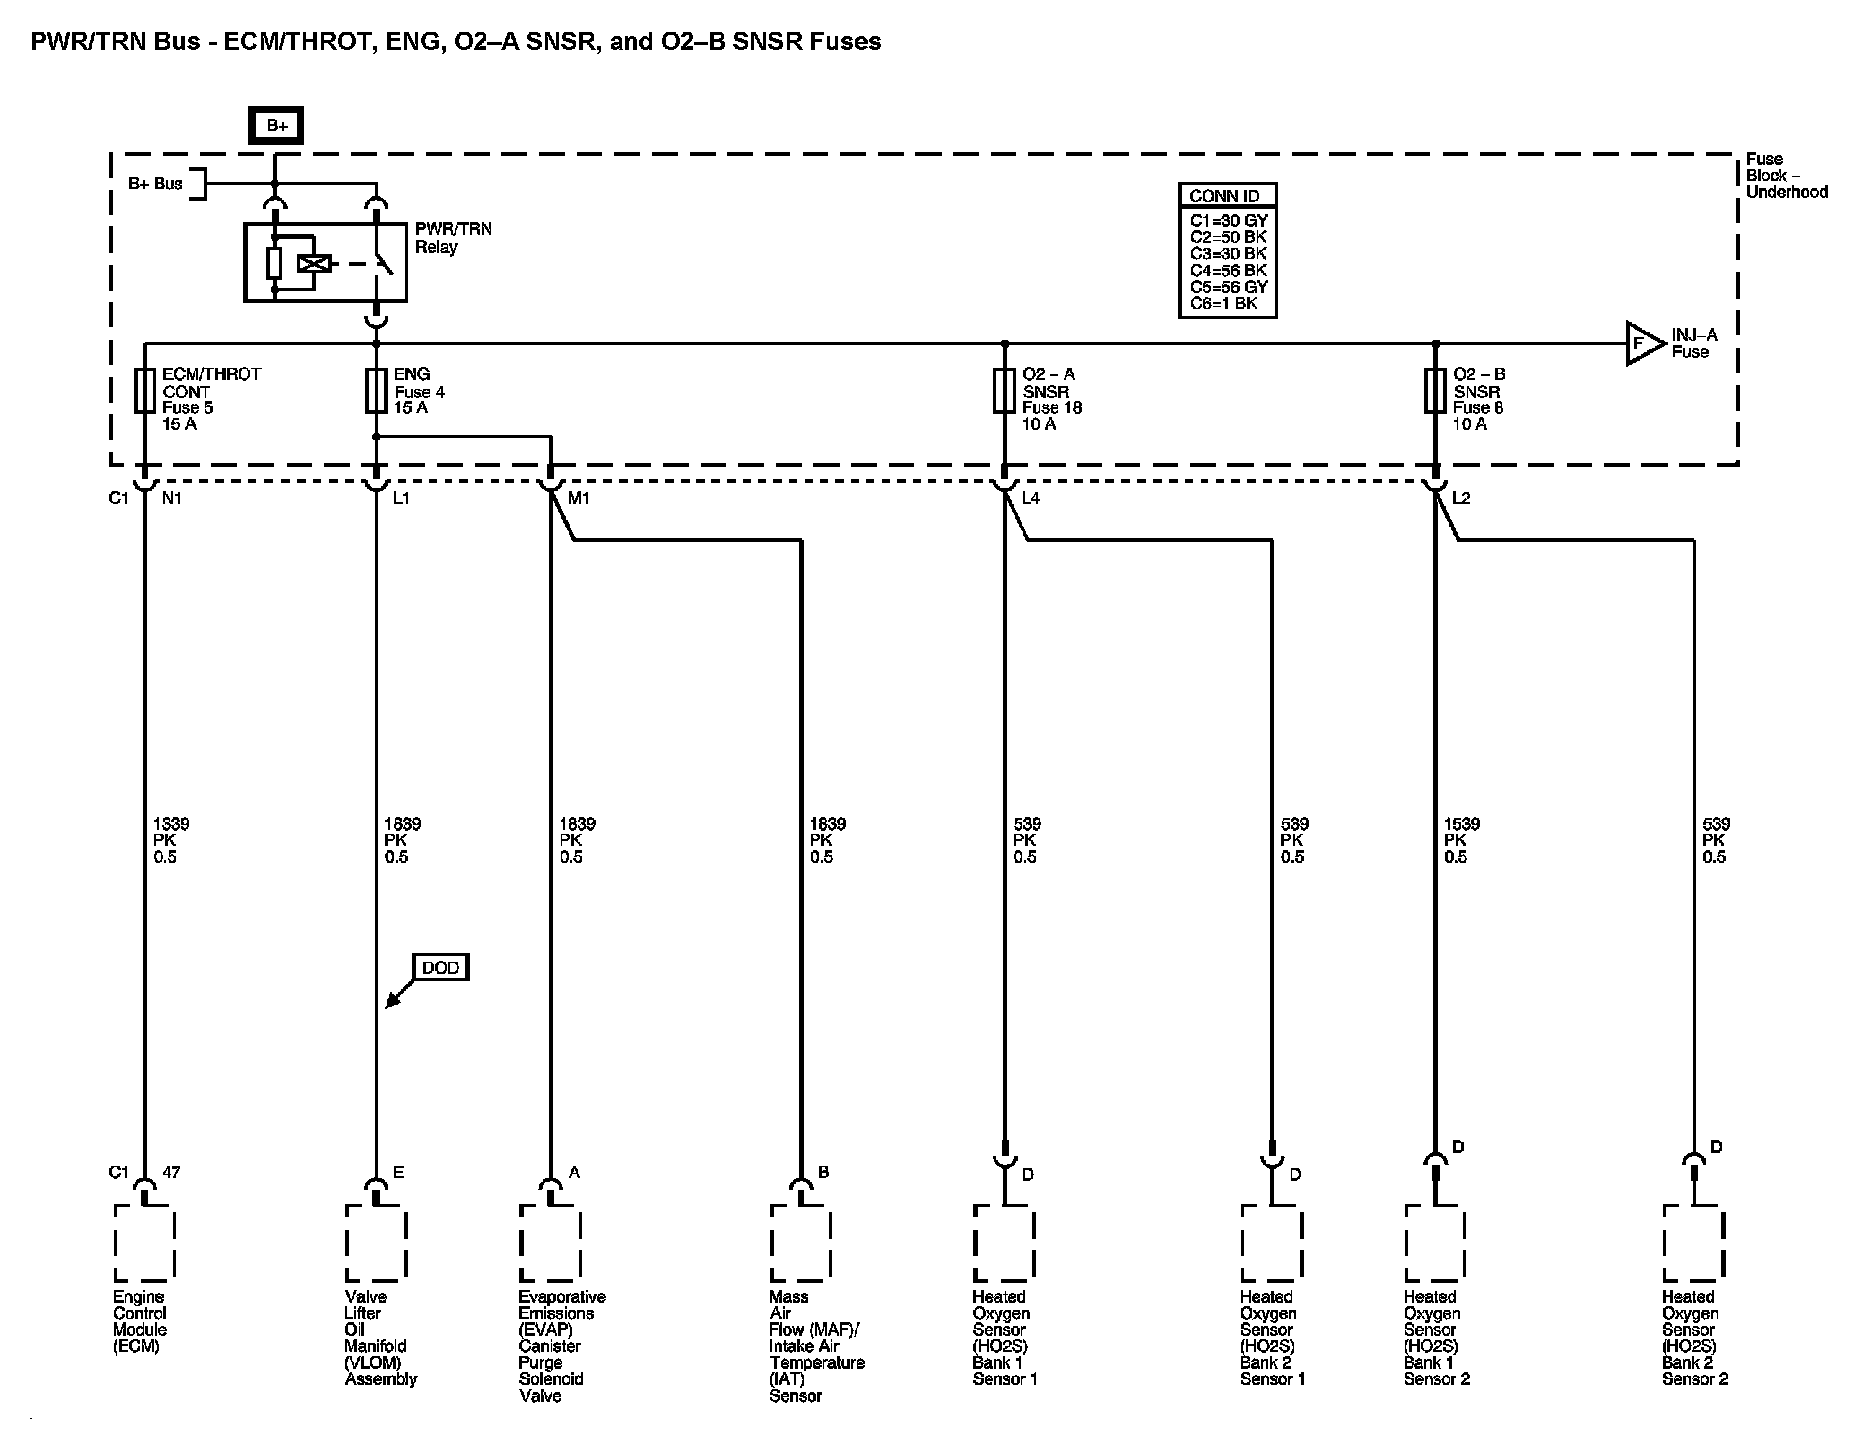 PWR/TRN Bus - ECM/THROT, ENG, O2–A SNSR, and O2–B SNSR Fuses
B+
B+ Bus
PWR/TRN
Relay
CONN ID
C1=30 GY
C2=50 BK
C3=30 BK
C4=56 BK
C5=56 GY
C6=1 BK
Fuse
Block –
Underhood
F
INJ–A
Fuse
ECM/THROT
CONT
Fuse 5
15 A
ENG
Fuse 4
15 A
O2 – A
SNSR
Fuse 18
10 A
O2 – B
SNSR
Fuse 8
10 A
C1
N1
L1
M1
L4
L2
1339
PK
0.5
1839
PK
0.5
1839
PK
0.5
1839
PK
0.5
539
PK
0.5
539
PK
0.5
1539
PK
0.5
539
PK
0.5
DOD
C1
47
E
A
B
D
D
D
D
Engine
Control
Module
(ECM)
Valve
Lifter
Oil
Manifold
(VLOM)
Assembly
Evaporative
Emissions
(EVAP)
Canister
Purge
Solenoid
Valve
Mass
Air
Flow (MAF)/
Intake Air
Temperature
(IAT)
Sensor
Heated
Oxygen
Sensor
(HO2S)
Bank 1
Sensor 1
Heated
Oxygen
Sensor
(HO2S)
Bank 2
Sensor 1
Heated
Oxygen
Sensor
(HO2S)
Bank 1
Sensor 2
Heated
Oxygen
Sensor
(HO2S)
Bank 2
Sensor 2